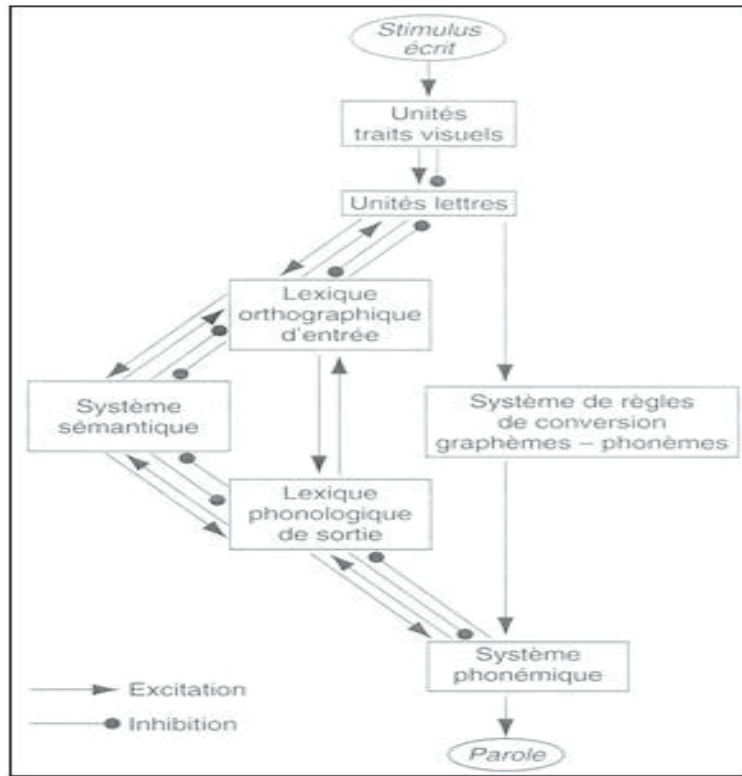 Stimulus
écrit
Unités
traits visuels
Unités lettres
Lexique
orthographique
d'entrée
Système
sémantique
Système de règles
de conversion
graphèmes – phonèmes
Lexique
phonologique
de sortie
Système
phonémique
Excitation
Inhibition
Parole